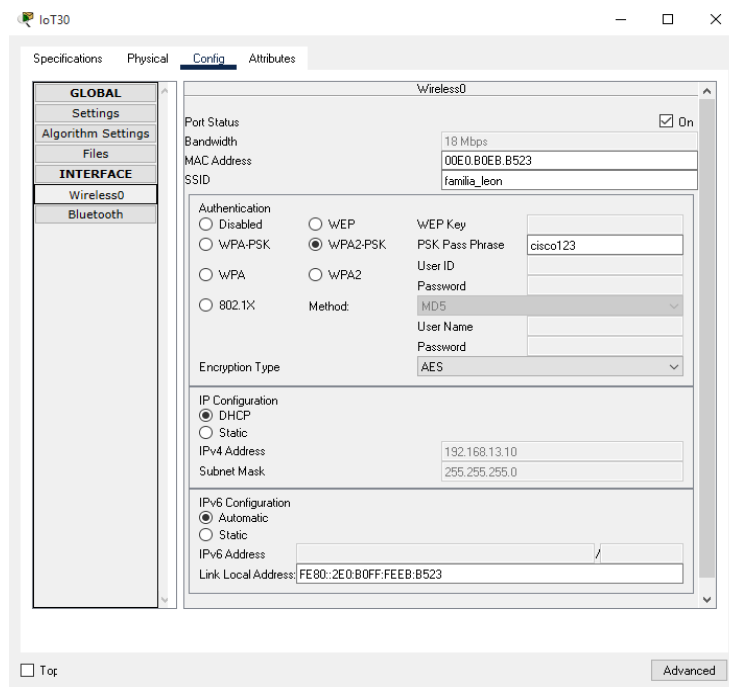 IoT30
Specifications Physical Config Attributes
GLOBAL
Settings
Algorithm Settings
Files
INTERFACE
Wireless0
Bluetooth
Wireless0
Port Status On
Bandwidth 18 Mbps
MAC Address 00E0.B0EB.B523
SSID familia_leon
Authentication
Disabled WEP WEP Key
WPA-PSK WPA2-PSK PSK Pass Phrase cisco123
User ID
WPA WPA2
Password
802.1X Method: MD5
User Name
Password
Encryption Type AES
IP Configuration
DHCP
Static
IPv4 Address 192.168.13.10
Subnet Mask 255.255.255.0
IPv6 Configuration
Automatic
Static
IPv6 Address /
Link Local Address: FE80::2E0:B0FF:FEEB:B523
Top Advanced